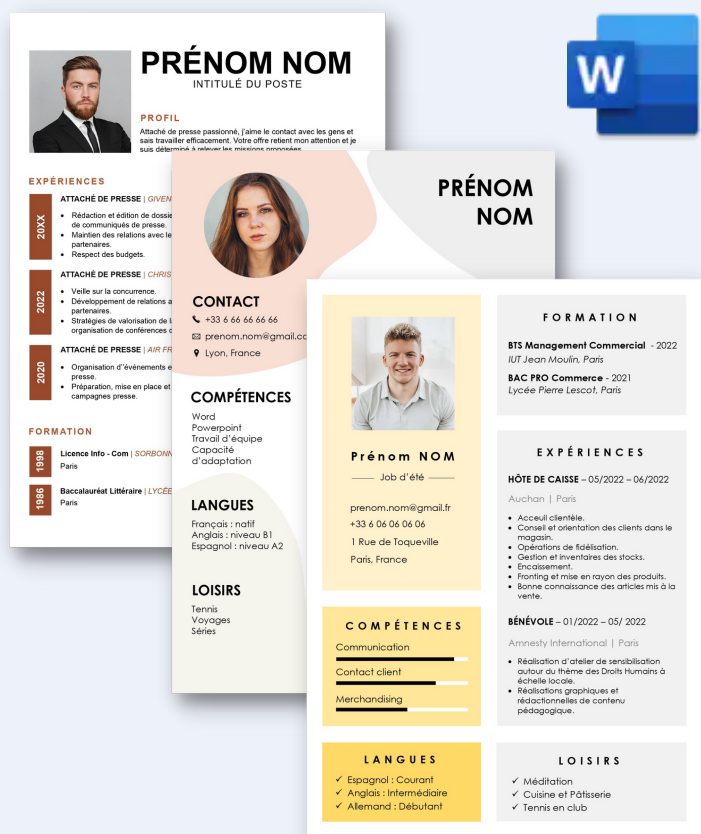 PRÉNOM NOM
INTITULÉ DU POSTE
PROFIL
Attaché de presse passionné, j'aime le contact avec les gens et
sais travailler efficacement. Votre offre retient mon attention et je
suis déterminé à relever les missions proposées.
EXPÉRIENCES
20XX
ATTACHÉ DE PRESSE | GIVEN
• Rédaction et édition de dossie
de communiqués de presse.
• Maintien des relations avec le
partenaires.
• Respect des budgets.
2022
ATTACHÉ DE PRESSE | CHRIS
• Veille sur la concurrence.
• Développement de relations a
partenaires.
• Stratégies de valorisation de l
organisation de conférences
2020
ATTACHÉ DE PRESSE | AIR FR
• Organisation d''événements e
presse.
• Préparation, mise en place et
campagnes presse.
FORMATION
1998
Licence Info - Com | SORBONN
Paris
1986
Baccalauréat Littéraire | LYCÉE
Paris
W
PRÉNOM
NOM
CONTACT
+33 6 66 66 66 66
prenom.nom@gmail.co
Lyon, France
COMPÉTENCES
Word
Powerpoint
Travail d'équipe
Capacité
d'adaptation
LANGUES
Français : natif
Anglais : niveau B1
Espagnol : niveau A2
LOISIRS
Tennis
Voyages
Séries
Prénom NOM
Job d'été
prenom.nom@gmail.fr
+33 6 06 06 06 06
1 Rue de Toqueville
Paris, France
COMPÉTENCES
Communication
Contact client
Merchandising
LANGUES
✓ Espagnol : Courant
✓ Anglais : Intermédiaire
✓ Allemand : Débutant
FORMATION
BTS Management Commercial - 2022
IUT Jean Moulin, Paris
BAC PRO Commerce - 2021
Lycée Pierre Lescot, Paris
EXPÉRIENCES
HÔTE DE CAISSE – 05/2022 – 06/2022
Auchan | Paris
• Acceuil clientèle.
• Conseil et orientation des clients dans le
magasin.
• Opérations de fidélisation.
• Gestion et inventaires des stocks.
• Encaissement.
• Fronting et mise en rayon des produits.
• Bonne connaissance des articles mis à la
vente.
BÉNÉVOLE – 01/2022 – 05/ 2022
Amnesty International | Paris
• Réalisation d'atelier de sensibilisation
autour du thème des Droits Humains à
échelle locale.
• Réalisations graphiques et
rédactionnelles de contenu
pédagogique.
LOISIRS
✓ Méditation
✓ Cuisine et Pâtisserie
✓ Tennis en club